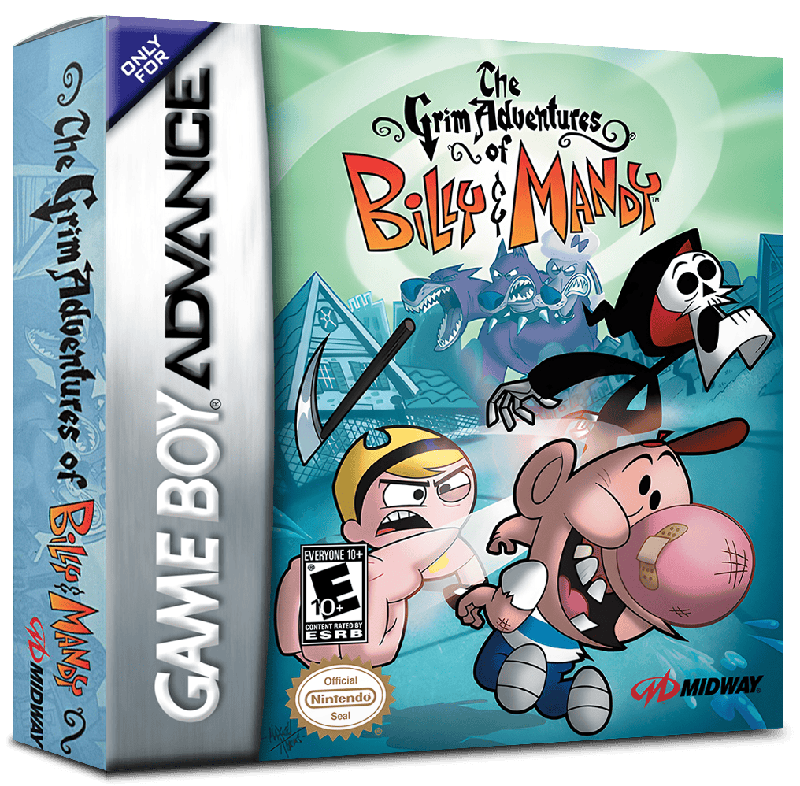 The Grim Adventures of Billy & Mandy
MIDWAY
ONLY
FOR
GAME BOY ADVANCE
®
The
Grim Adventures
of
Billy & Mandy™
EVERYONE 10+
®
E
10+
CONTENT RATED BY
ESRB
Official
Nintendo
Seal
MIDWAY®